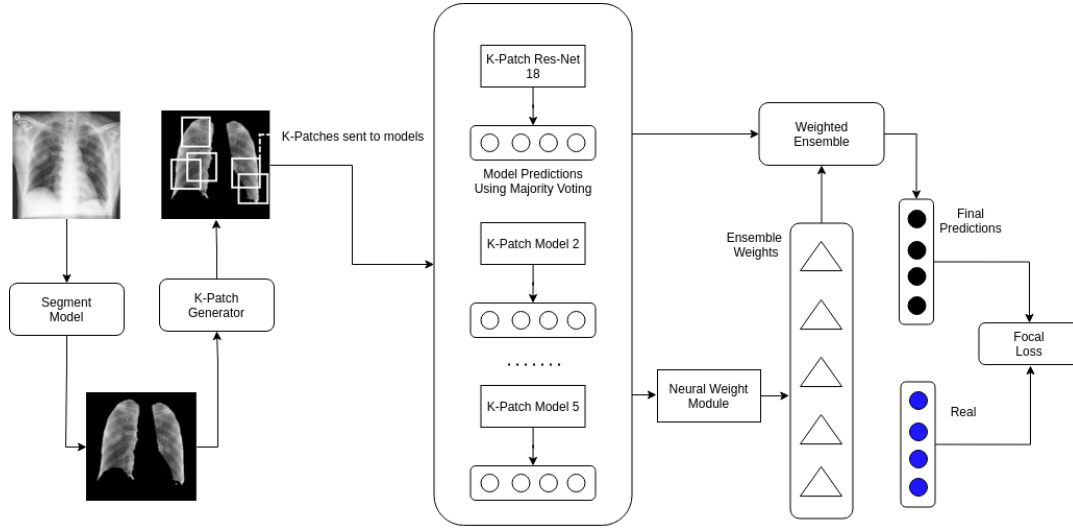 K-Patch Res-Net
18
K-Patches sent to models
Model Predictions
Using Majority Voting
Weighted
Ensemble
Segment
Model
K-Patch
Generator
K-Patch Model 2
Ensemble
Weights
Final
Predictions
Focal
Loss
. . . . . . .
K-Patch Model 5
Neural Weight
Module
Real